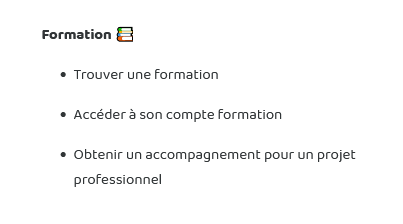 Formation 📚
• Trouver une formation
• Accéder à son compte formation
• Obtenir un accompagnement pour un projet
professionnel